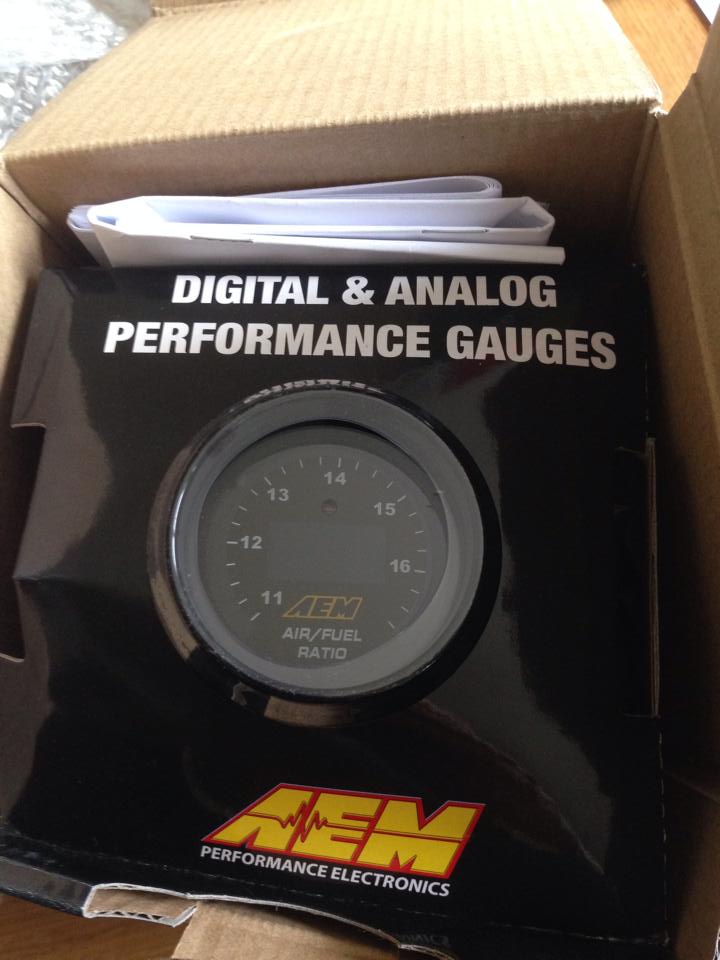 DIGITAL & ANALOG
PERFORMANCE GAUGES
14
13
15
12
16
11
AEM
AIR/FUEL
RATIO
AEM
PERFORMANCE ELECTRONICS